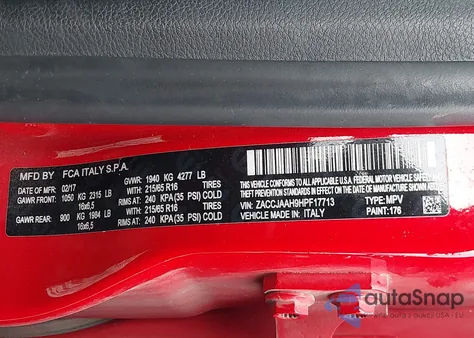 MFD BY FCA ITALY S.P.A.
DATE: 02/17 GVWR: 1940 KG 4277 LB
GAWR FRONT: WITH: 215/65 R16 TIRES
1050 KG 2315 LB RIMS AT: 240 KPA(35 PSI) COLD
16x6,5
GAWR REAR: WITH: 215/65 R16 TIRES
900 KG 1984 LB RIMS AT: 240 KPA(35 PSI) COLD
16x6,5
THIS VEHICLE CONFORMS TO ALL APPLICABLE U.S.A. FEDERAL MOTOR VEHICLE SAFETY
THEFT PREVENTION STANDARDS IN EFFECT ON THE DATE OF MANUFACTURE SHOWN ABOVE.
VIN: ZACCJAAH9HPF17713 TYPE: MPV
VEHICLE MADE IN: ITALY PAINT: 176
autoSnap